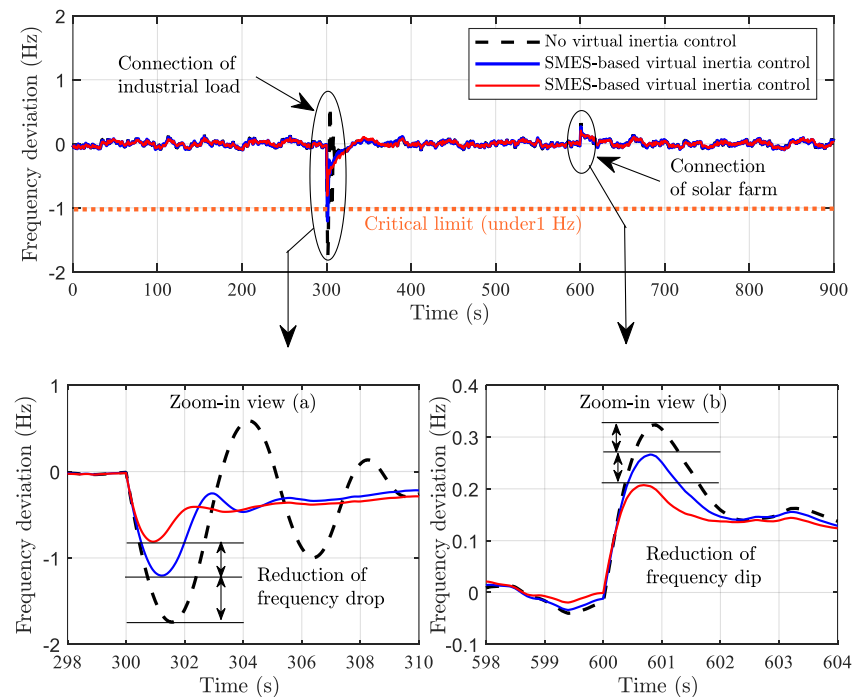 Frequency deviation (Hz)
2
1
0
-1
-2
Connection of
industrial load
No virtual inertia control
SMES-based virtual inertia control
SMES-based virtual inertia control
Connection
of solar farm
Critical limit (under1 Hz)
0
100
200
300
400
500
600
700
800
900
Time (s)
Frequency deviation (Hz)
1
0
-1
-2
Zoom-in view (a)
Reduction of
frequency drop
298
300
302
304
306
308
310
Time (s)
Frequency deviation (Hz)
0.4
0.3
0.2
0.1
0
-0.1
Zoom-in view (b)
Reduction of
frequency dip
598
599
600
601
602
603
604
Time (s)